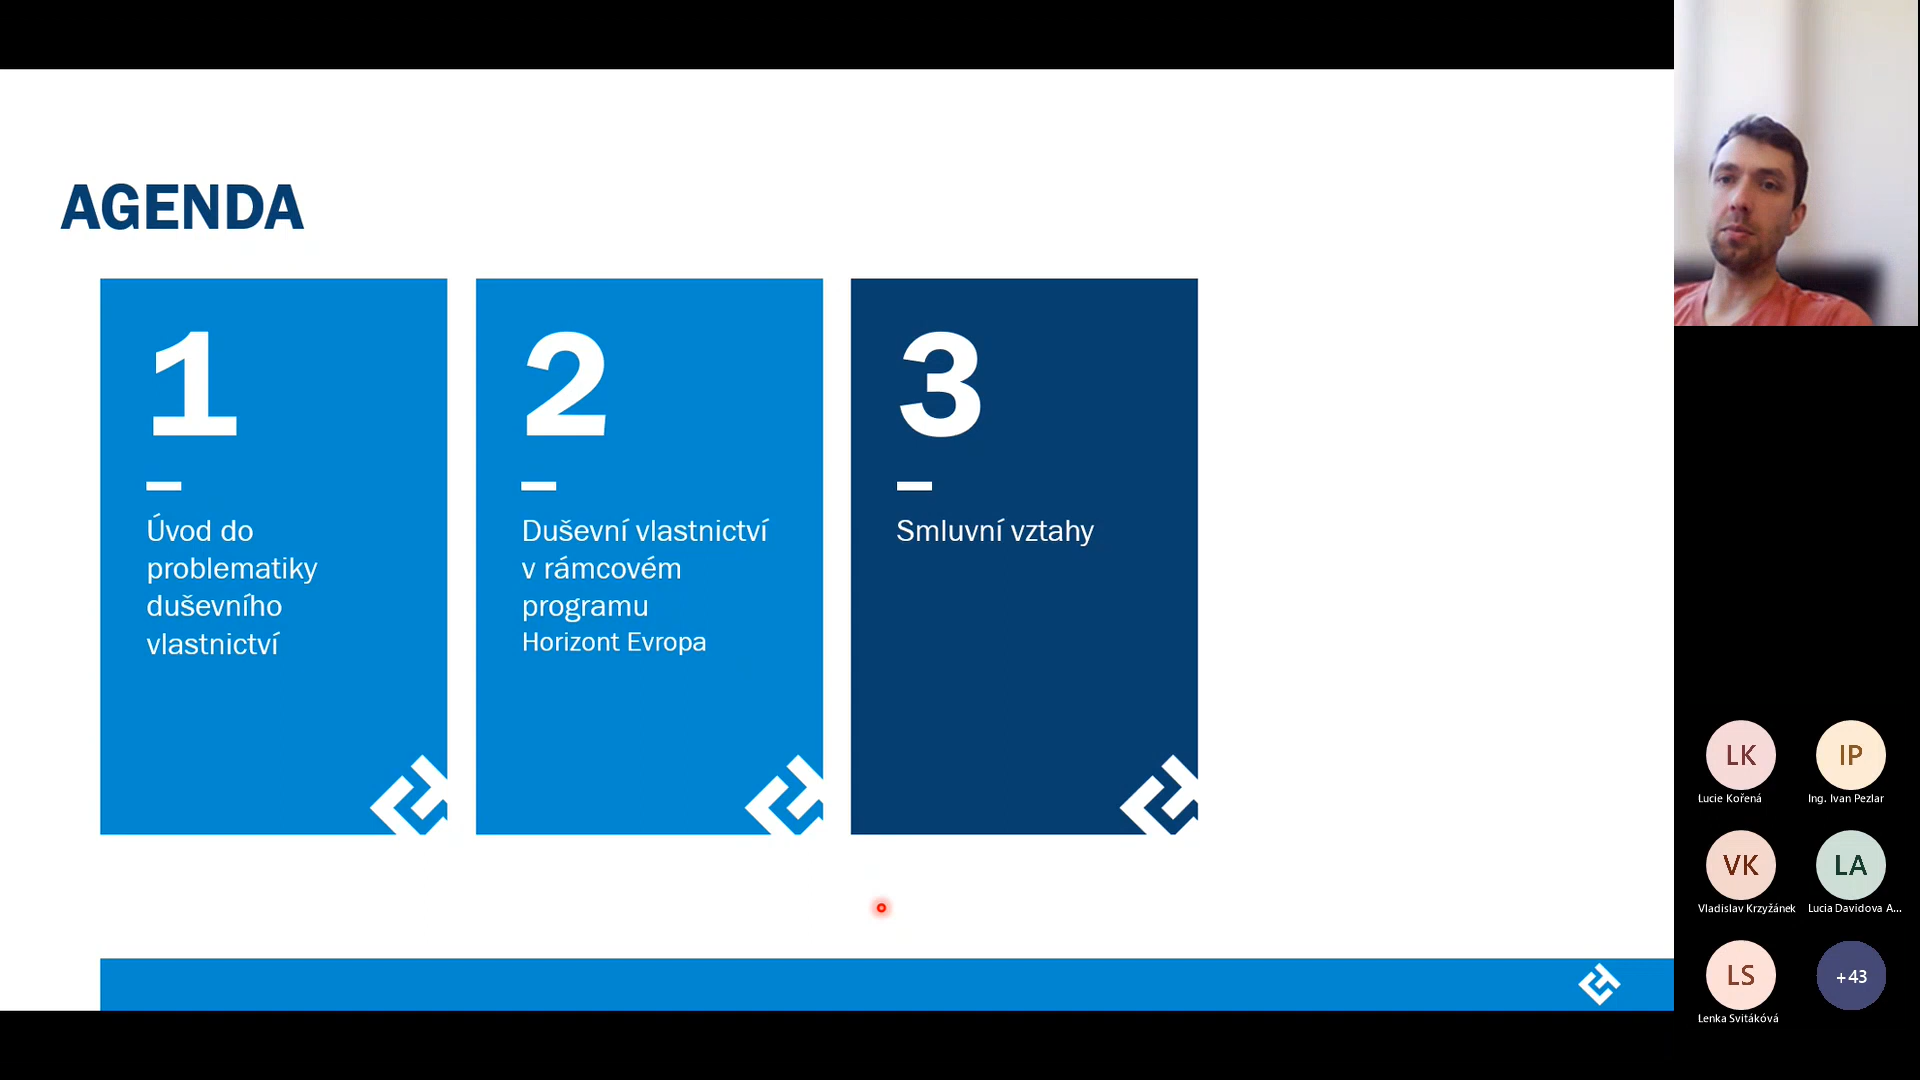 AGENDA
1
Úvod do
problematiky
duševního
vlastnictví
2
Duševní vlastnictví
v rámcovém
programu
Horizont Evropa
3
Smluvní vztahy
LK
Lucie Kořená
IP
Ing. Ivan Pezlar
VK
Vladislav Krzyžánek
LA
Lucia Davidova A...
LS
Lenka Svitáková
+43